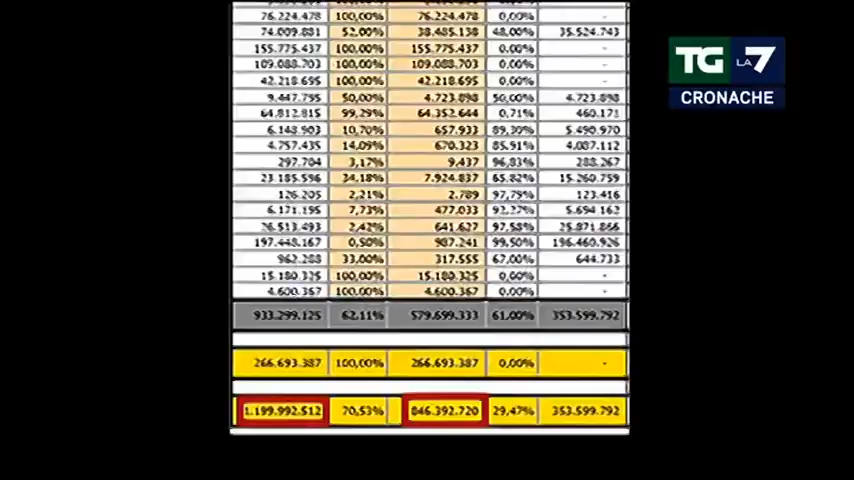 76.224.478 100,00% 76.224.478 0,00% -
74.009.881 52,00% 38.485.138 48,00% 35.524.743
155.775.437 100,00% 155.775.437 0,00% -
109.088.703 100,00% 109.088.703 0,00% -
42.218.695 100,00% 42.218.695 0,00% -
9.447.795 50,00% 4.723.898 50,00% 4.723.898
64.812.815 99,29% 64.352.644 0,71% 460.171
6.148.903 10,70% 657.933 89,30% 5.490.970
4.757.435 14,09% 670.323 85,91% 4.087.112
297.704 3,17% 9.437 96,83% 288.267
23.185.596 34,18% 7.924.837 65,82% 15.260.759
126.205 2,21% 2.789 97,79% 123.416
6.171.195 7,73% 477.033 92,27% 5.694.162
26.513.493 2,42% 641.627 97,58% 25.871.866
197.448.167 0,50% 987.241 99,50% 196.460.926
962.288 33,00% 317.555 67,00% 644.733
15.180.325 100,00% 15.180.325 0,00% -
4.600.367 100,00% 4.600.367 0,00% -
933.299.125 62,11% 579.699.333 61,00% 353.599.792
266.693.387 100,00% 266.693.387 0,00% -
1.199.992.512 70,53% 846.392.720 29,47% 353.599.792
TG LA 7
CRONACHE